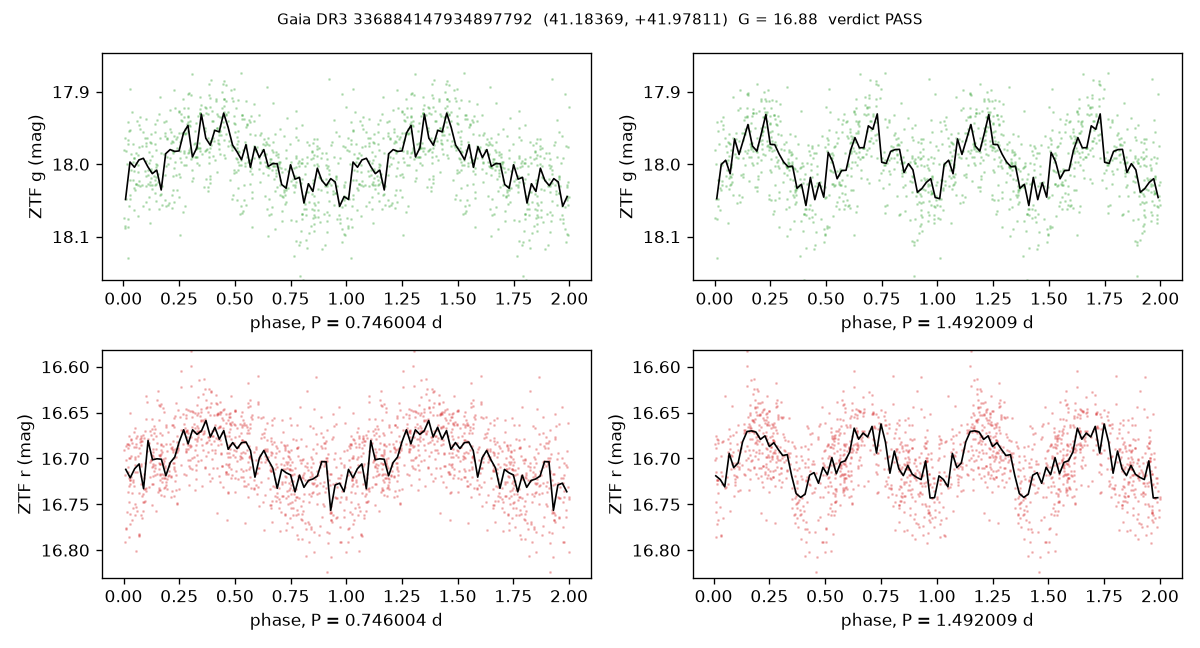 Gaia DR3 336884147934897792  (41.18369, +41.97811)  G = 16.88  verdict PASS
ZTF g (mag)
17.9
18.0
18.1
0.00 0.25 0.50 0.75 1.00 1.25 1.50 1.75 2.00
phase, P = 0.746004 d
ZTF g (mag)
17.9
18.0
18.1
0.00 0.25 0.50 0.75 1.00 1.25 1.50 1.75 2.00
phase, P = 1.492009 d
ZTF r (mag)
16.60
16.65
16.70
16.75
16.80
0.00 0.25 0.50 0.75 1.00 1.25 1.50 1.75 2.00
phase, P = 0.746004 d
ZTF r (mag)
16.60
16.65
16.70
16.75
16.80
0.00 0.25 0.50 0.75 1.00 1.25 1.50 1.75 2.00
phase, P = 1.492009 d